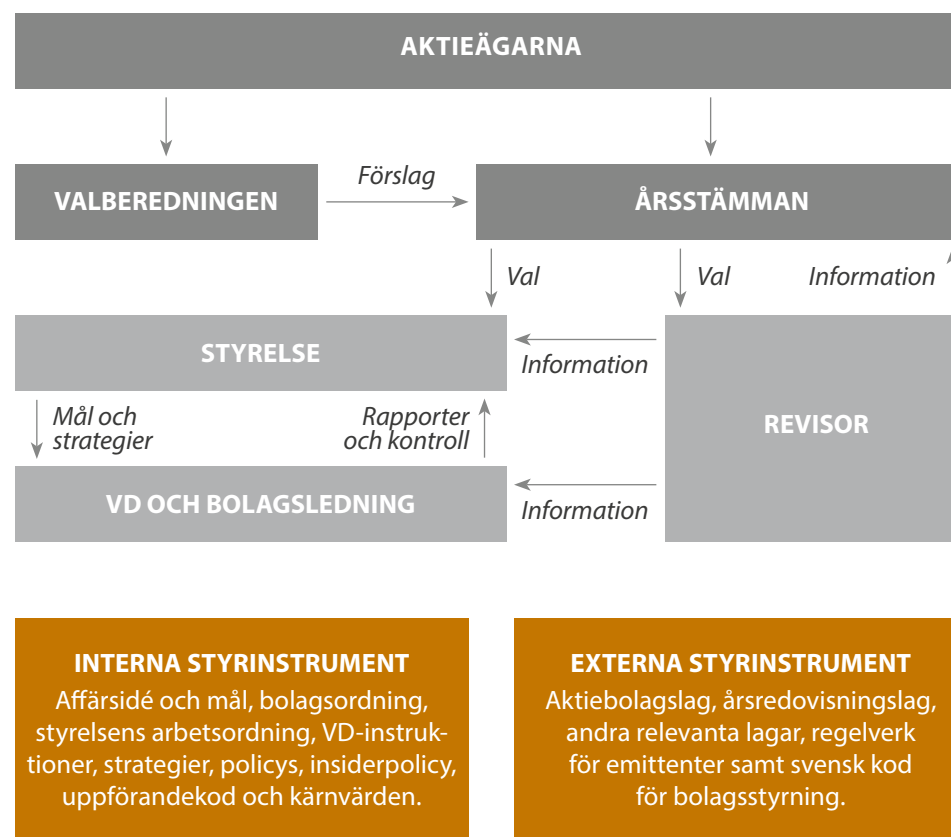 AKTIEÄGARNA
VALBEREDNINGEN
Förslag
ÅRSSTÄMMAN
Val
Val
Information
STYRELSE
Information
REVISOR
Mål och
strategier
Rapporter
och kontroll
VD OCH BOLAGSLEDNING
Information
INTERNA STYRINSTRUMENT
Affärsidé och mål, bolagsordning,
styrelsens arbetsordning, VD-instruk-
tioner, strategier, policys, insiderpolicy,
uppförandekod och kärnvärden.
EXTERNA STYRINSTRUMENT
Aktiebolagslag, årsredovisningslag,
andra relevanta lagar, regelverk
för emittenter samt svensk kod
för bolagsstyrning.